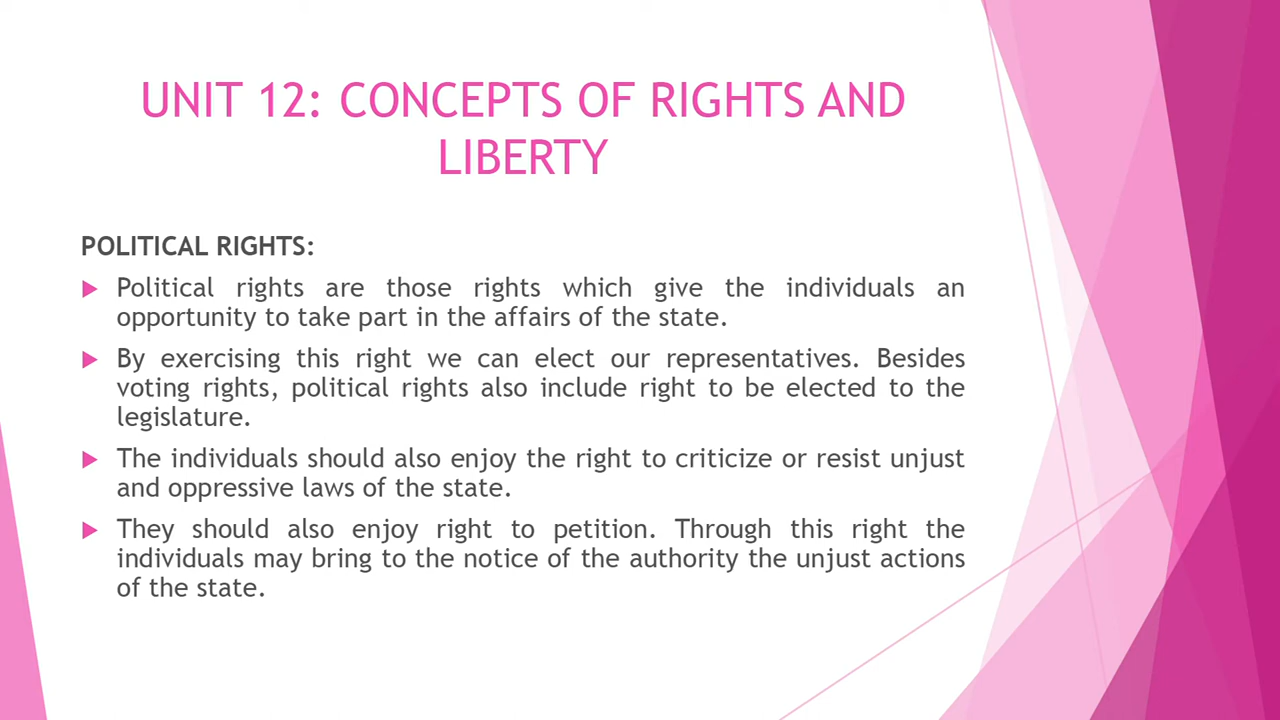 UNIT 12: CONCEPTS OF RIGHTS AND
LIBERTY
POLITICAL RIGHTS:
Political rights are those rights which give the individuals an
opportunity to take part in the affairs of the state.
By exercising this right we can elect our representatives. Besides
voting rights, political rights also include right to be elected to the
legislature.
The individuals should also enjoy the right to criticize or resist unjust
and oppressive laws of the state.
They should also enjoy right to petition. Through this right the
individuals may bring to the notice of the authority the unjust actions
of the state.